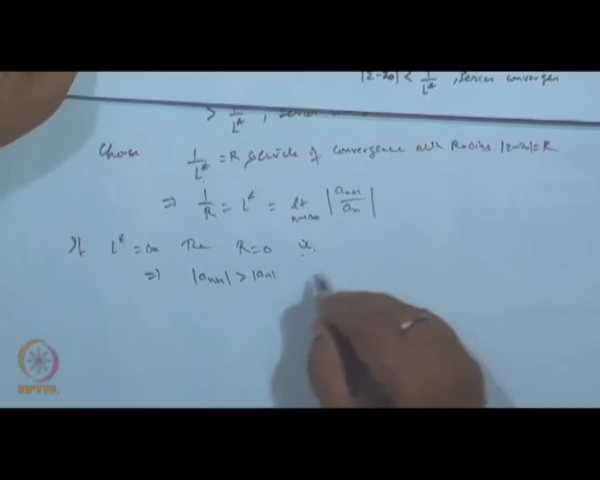 |z-z₀| < 1/L*, series convergen
> 1/L*, series
Choose 1/L* = R, circle of convergence with Radius |z-z₀|=R
⇒ 1/R = L* = lt n→∞ |aₙ₊₁/aₙ|
If L* = ∞ then R=0 i.e.
⇒ |aₙ₊₁| > |aₙ|
NPTEL